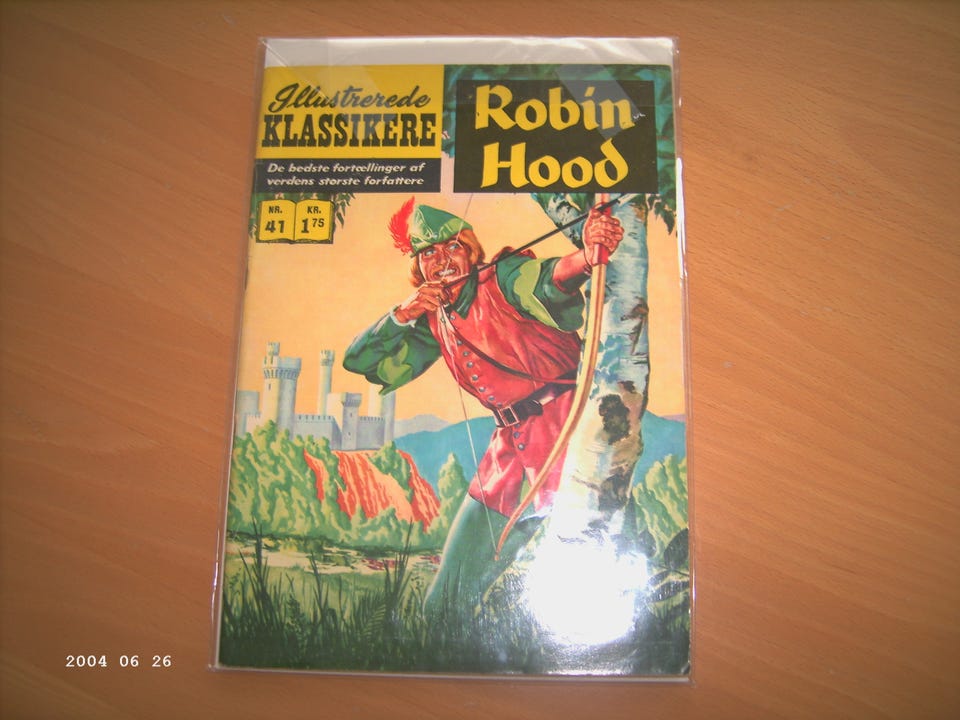 Illustrerede
KLASSIKERE
De bedste fortællinger af
verdens største forfattere
Robin
Hood
NR. 41
KR. 1 75
2004 06 26